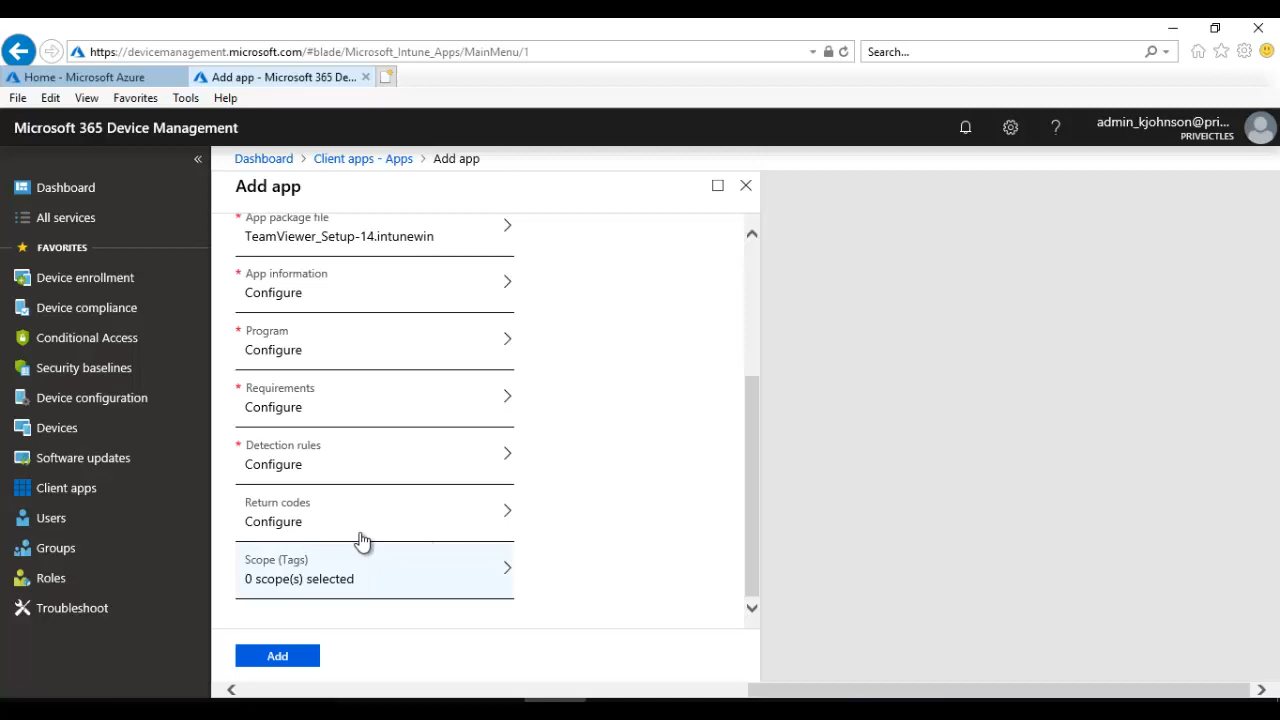 https://devicemanagement.microsoft.com/#blade/Microsoft_Intune_Apps/MainMenu/1
Search...
Home - Microsoft Azure
Add app - Microsoft 365 De...
File Edit View Favorites Tools Help
Microsoft 365 Device Management
admin_kjohnson@pri...
PRIVEICTLES
Dashboard > Client apps - Apps > Add app
Dashboard
All services
FAVORITES
Device enrollment
Device compliance
Conditional Access
Security baselines
Device configuration
Devices
Software updates
Client apps
Users
Groups
Roles
Troubleshoot
Add app
* App package file
TeamViewer_Setup-14.intunewin
* App information
Configure
* Program
Configure
* Requirements
Configure
* Detection rules
Configure
Return codes
Configure
Scope (Tags)
0 scope(s) selected
Add